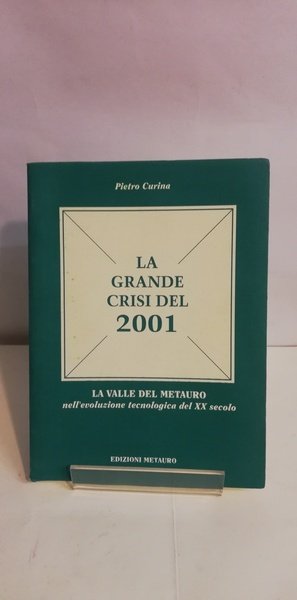 Pietro Curina
LA
GRANDE
CRISI DEL
2001
LA VALLE DEL METAURO
nell'evoluzione tecnologica del XX secolo
EDIZIONI METAURO